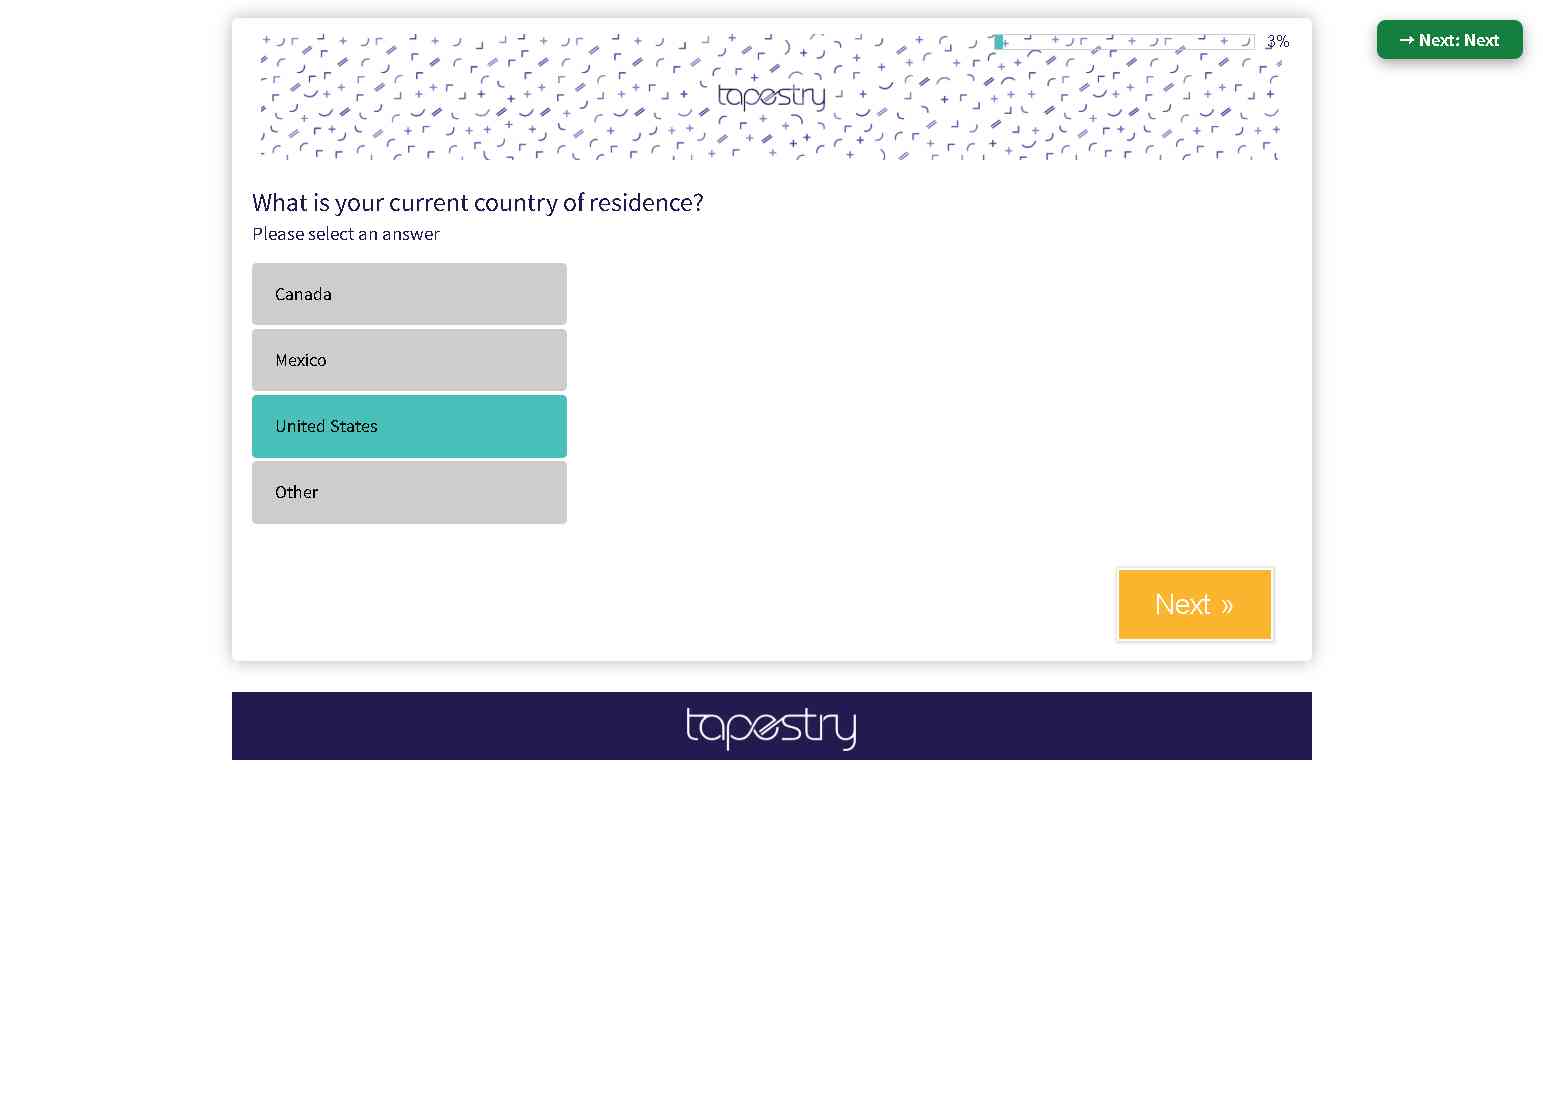 3%
→ Next: Next
tapestry
What is your current country of residence?
Please select an answer
Canada
Mexico
United States
Other
Next »
tapestry